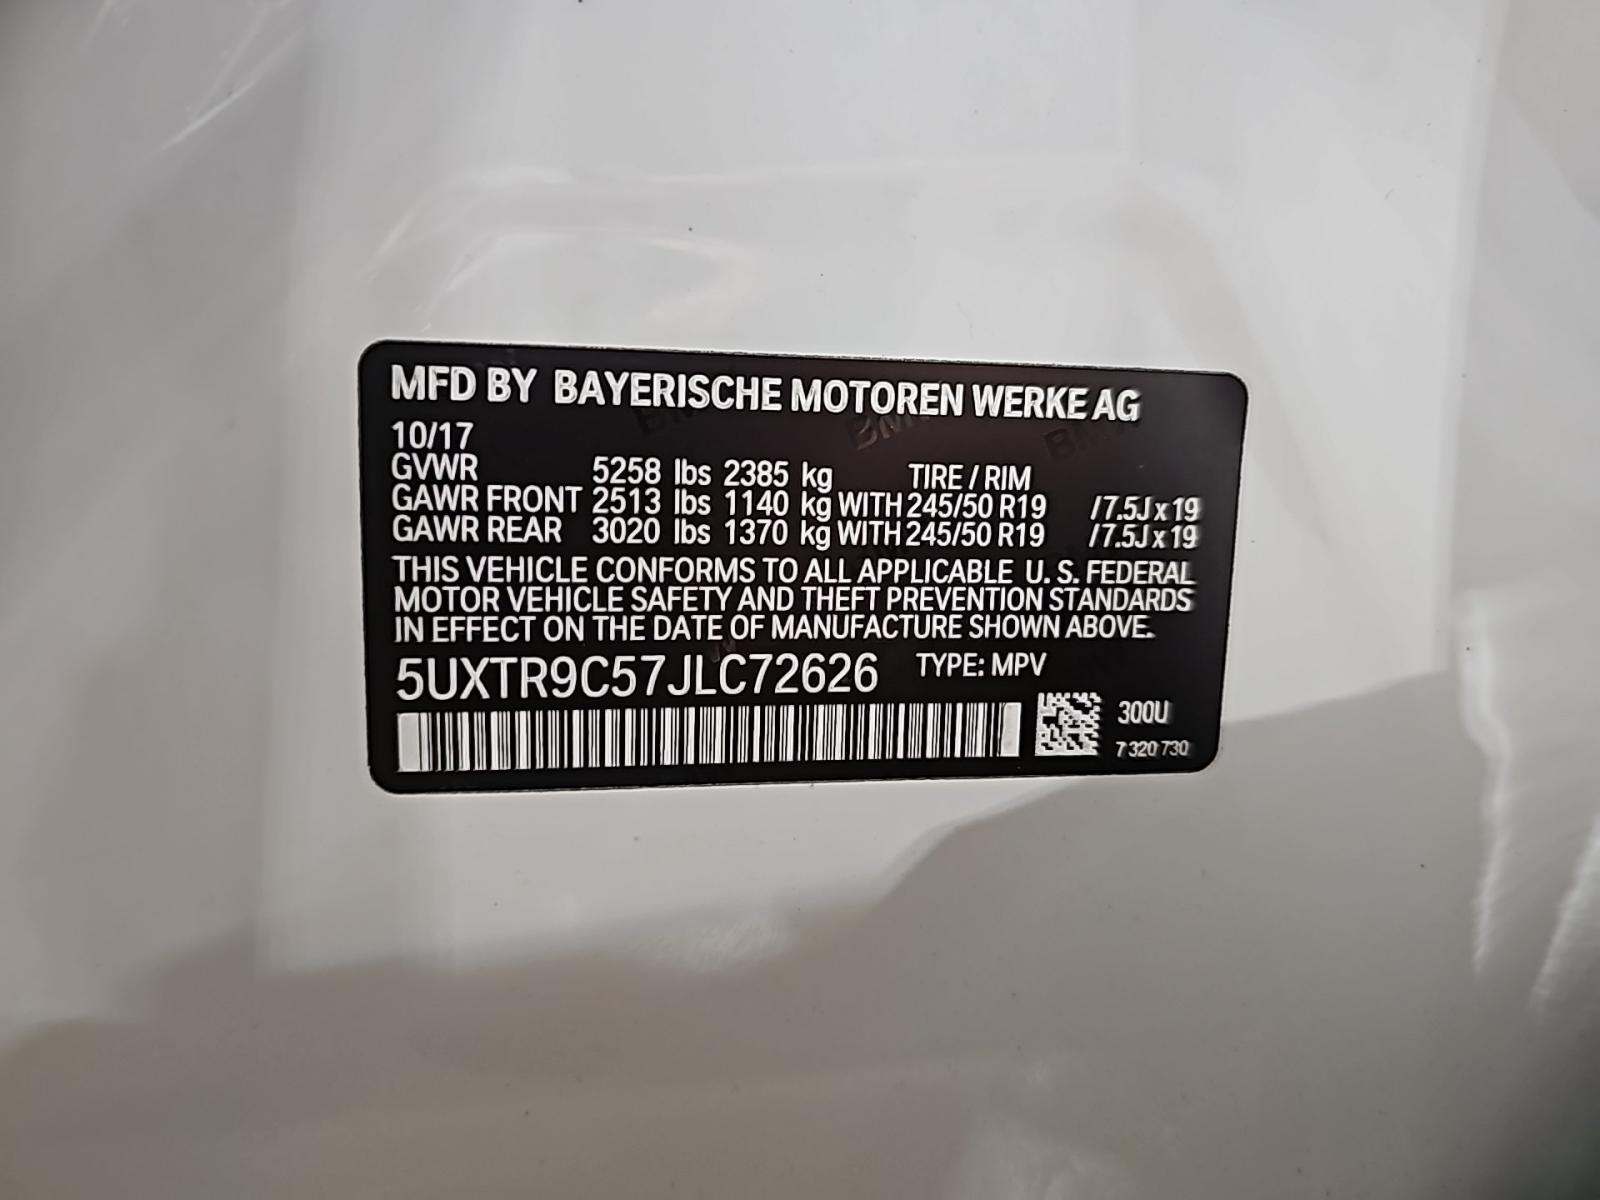 MFD BY BAYERISCHE MOTOREN WERKE AG
10/17
GVWR 5258 lbs 2385 kg TIRE / RIM
GAWR FRONT 2513 lbs 1140 kg WITH 245/50 R19 /7.5J x 19
GAWR REAR 3020 lbs 1370 kg WITH 245/50 R19 /7.5J x 19
THIS VEHICLE CONFORMS TO ALL APPLICABLE U. S. FEDERAL
MOTOR VEHICLE SAFETY AND THEFT PREVENTION STANDARDS
IN EFFECT ON THE DATE OF MANUFACTURE SHOWN ABOVE.
5UXTR9C57JLC72626 TYPE: MPV
300U
7 320 730